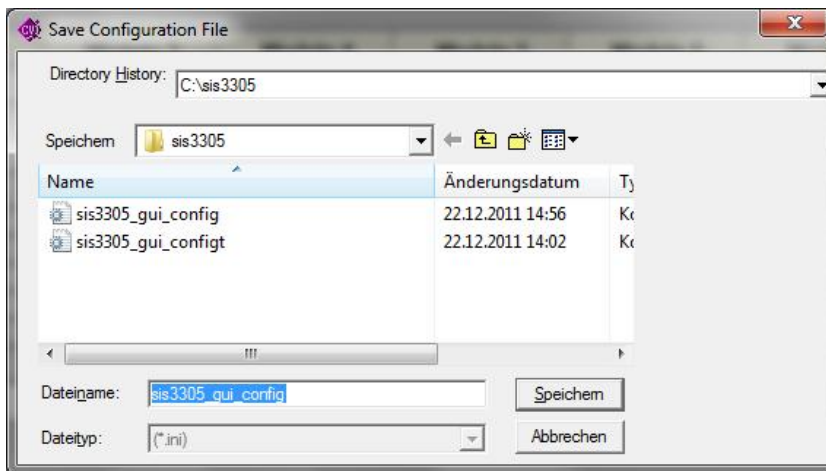 Save Configuration File
Directory History: C:\sis3305
Speichern sis3305
Name Änderungsdatum
sis3305_gui_config 22.12.2011 14:56
sis3305_gui_configt 22.12.2011 14:02
Dateiname: sis3305_gui_config Speichern
Dateityp: (*.ini) Abbrechen